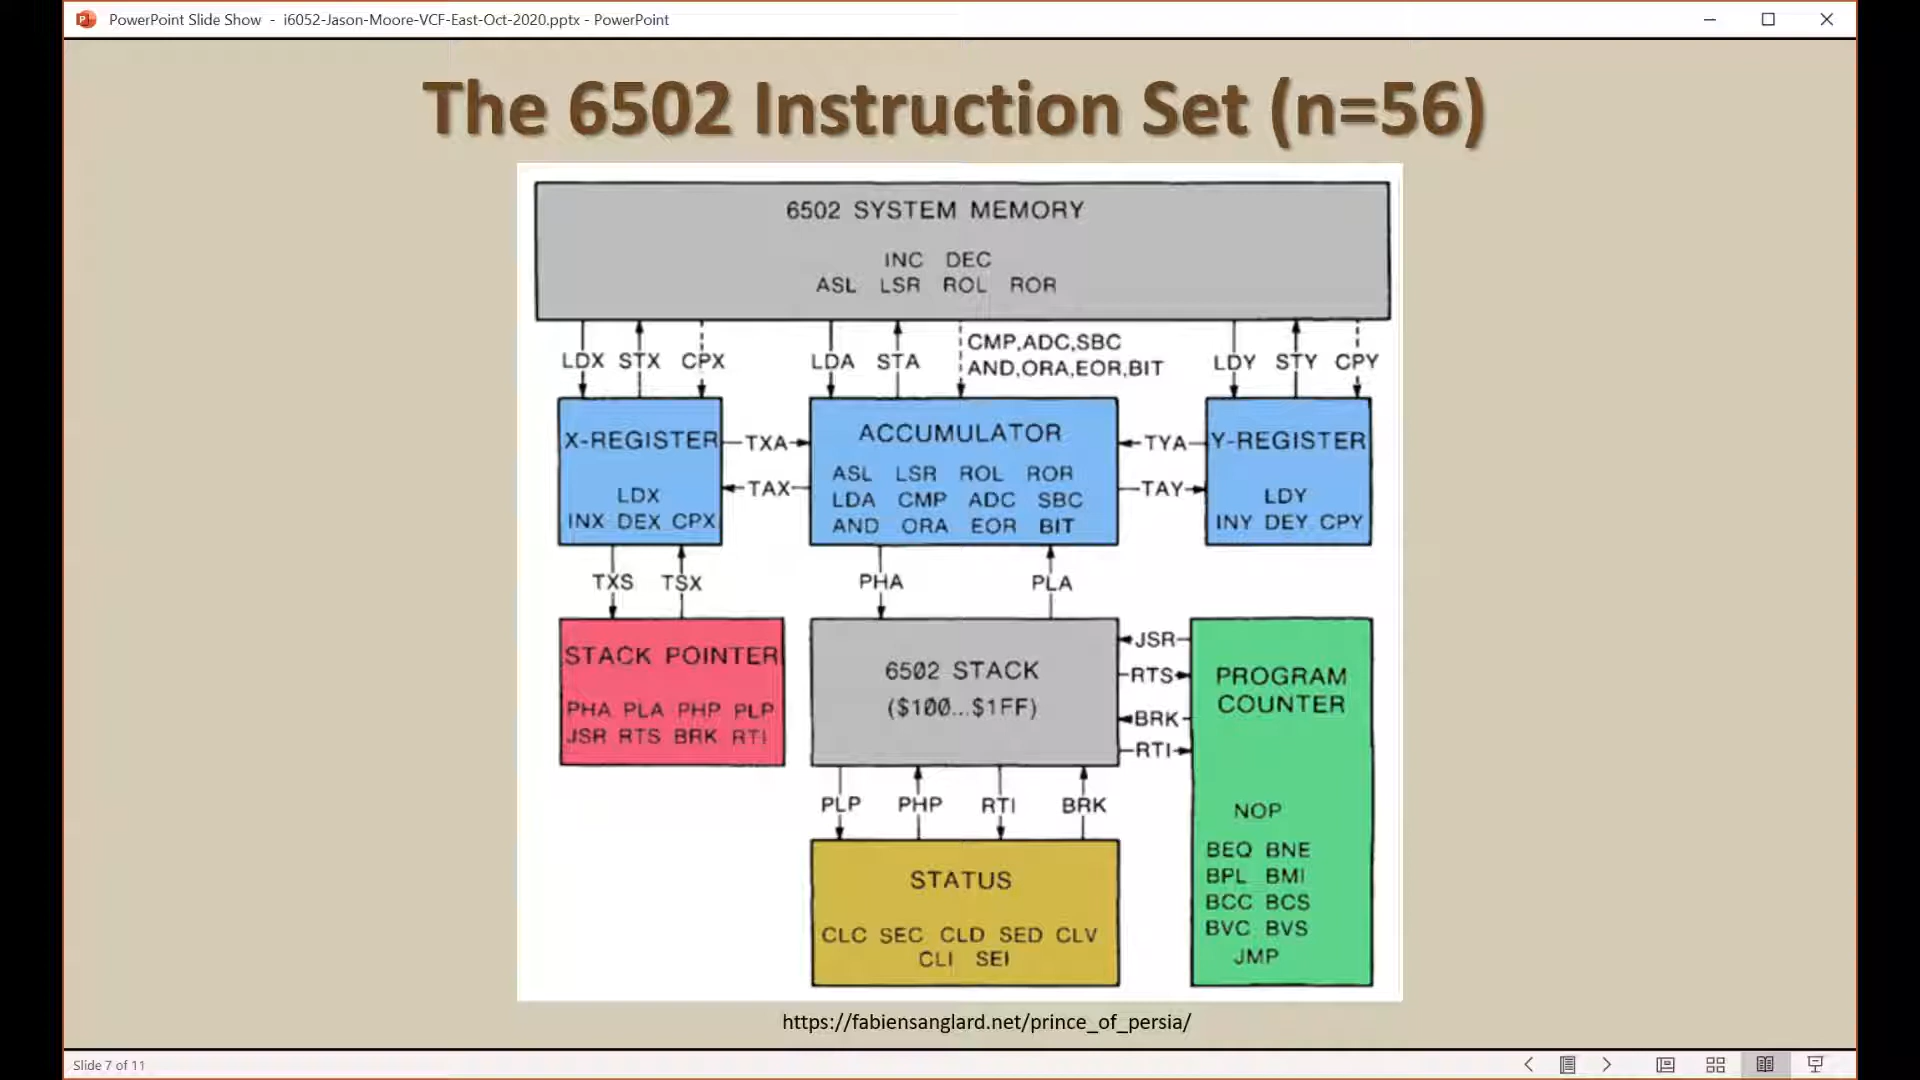 PowerPoint Slide Show - i6052-Jason-Moore-VCF-East-Oct-2020.pptx - PowerPoint
The 6502 Instruction Set (n=56)
6502 SYSTEM MEMORY
INC DEC
ASL LSR ROL ROR
LDX STX CPX
LDA STA
CMP,ADC,SBC
AND,ORA,EOR,BIT
LDY STY CPY
X-REGISTER
LDX
INX DEX CPX
TXA
TAX
ACCUMULATOR
ASL LSR ROL ROR
LDA CMP ADC SBC
AND ORA EOR BIT
TYA
TAY
Y-REGISTER
LDY
INY DEY CPY
TXS TSX
PHA PLA
STACK POINTER
PHA PLA PHP PLP
JSR RTS BRK RTI
6502 STACK
($100...$1FF)
JSR
RTS
BRK
RTI
PROGRAM
COUNTER
NOP
BEQ BNE
BPL BMI
BCC BCS
BVC BVS
JMP
PLP PHP RTI BRK
STATUS
CLC SEC CLD SED CLV
CLI SEI
https://fabiensanglard.net/prince_of_persia/
Slide 7 of 11